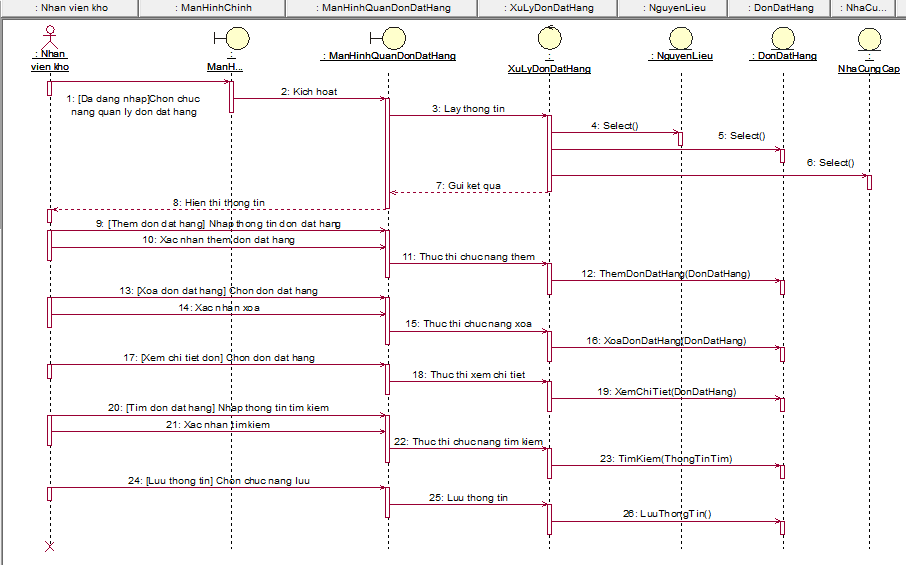 : Nhan vien kho
: ManHinhChinh
: ManHinhQuanDonDatHang
: XuLyDonDatHang
: NguyenLieu
: DonDatHang
: NhaCu...
: Nhan
vien kho
:
ManH...
: ManHinhQuanDonDatHang
:
XuLyDonDatHang
: NguyenLieu
: DonDatHang
:
NhaCungCap
1: [Da dang nhap]Chon chuc
nang quan ly don dat hang
2: Kich hoat
3: Lay thong tin
4: Select()
5: Select()
6: Select()
7: Gui ket qua
8: Hien thi thong tin
9: [Them don dat hang] Nhap thong tin don dat hang
10: Xac nhan them don dat hang
11: Thuc thi chuc nang them
12: ThemDonDatHang(DonDatHang)
13: [Xoa don dat hang] Chon don dat hang
14: Xac nhan xoa
15: Thuc thi chuc nang xoa
16: XoaDonDatHang(DonDatHang)
17: [Xem chi tiet don] Chon don dat hang
18: Thuc thi xem chi tiet
19: XemChiTiet(DonDatHang)
20: [Tim don dat hang] Nhap thong tin tim kiem
21: Xac nhan tim kiem
22: Thuc thi chuc nang tim kiem
23: TimKiem(ThongTinTim)
24: [Luu thong tin] Chon chuc nang luu
25: Luu thong tin
26: LuuThongTin()